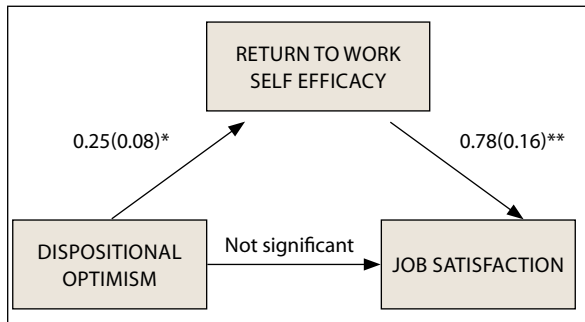 RETURN TO WORK
SELF EFFICACY
0.25(0.08)*
0.78(0.16)**
DISPOSITIONAL
OPTIMISM
Not significant
JOB SATISFACTION